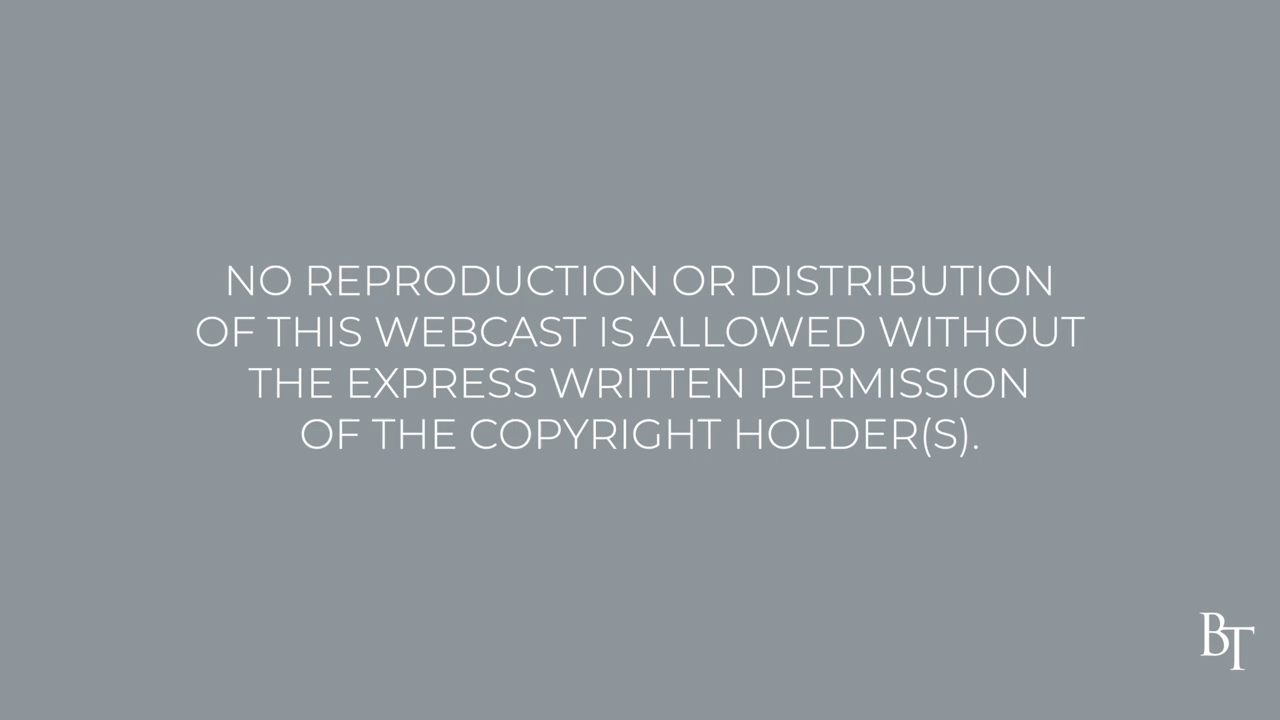 NO REPRODUCTION OR DISTRIBUTION
OF THIS WEBCAST IS ALLOWED WITHOUT
THE EXPRESS WRITTEN PERMISSION
OF THE COPYRIGHT HOLDER(S).
BT